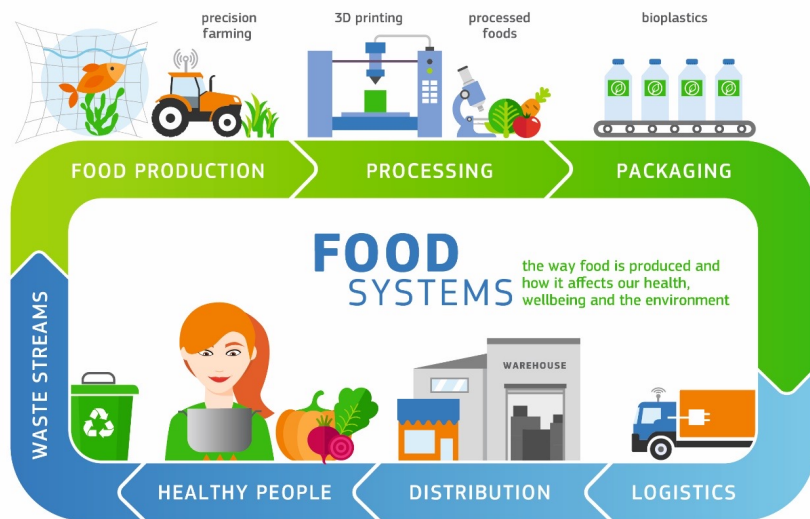 precision
farming
3D printing
processed
foods
bioplastics
FOOD PRODUCTION
PROCESSING
PACKAGING
FOOD
SYSTEMS
the way food is produced and
how it affects our health,
wellbeing and the environment
WAREHOUSE
WASTE STREAMS
HEALTHY PEOPLE
DISTRIBUTION
LOGISTICS